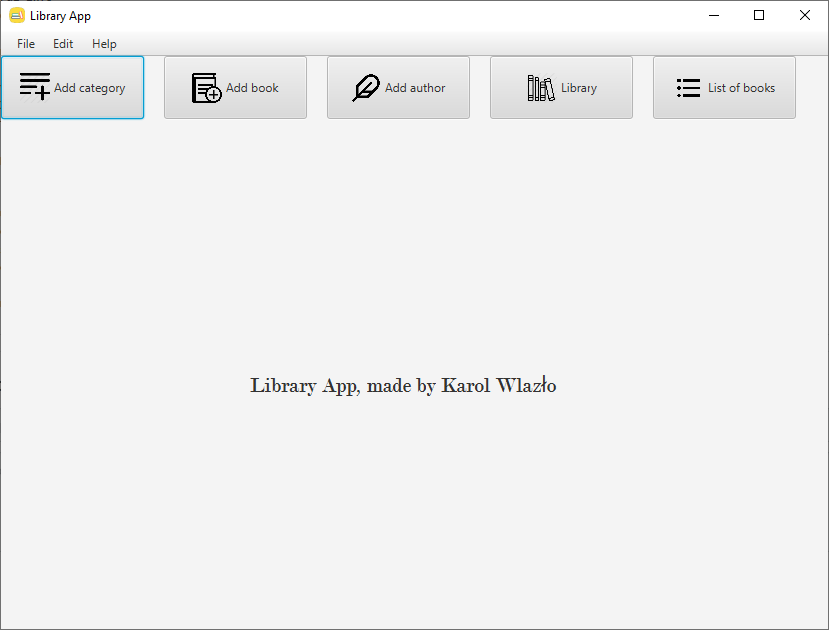 Library App
File Edit Help
Add category Add book Add author Library List of books
Library App, made by Karol Wlazło